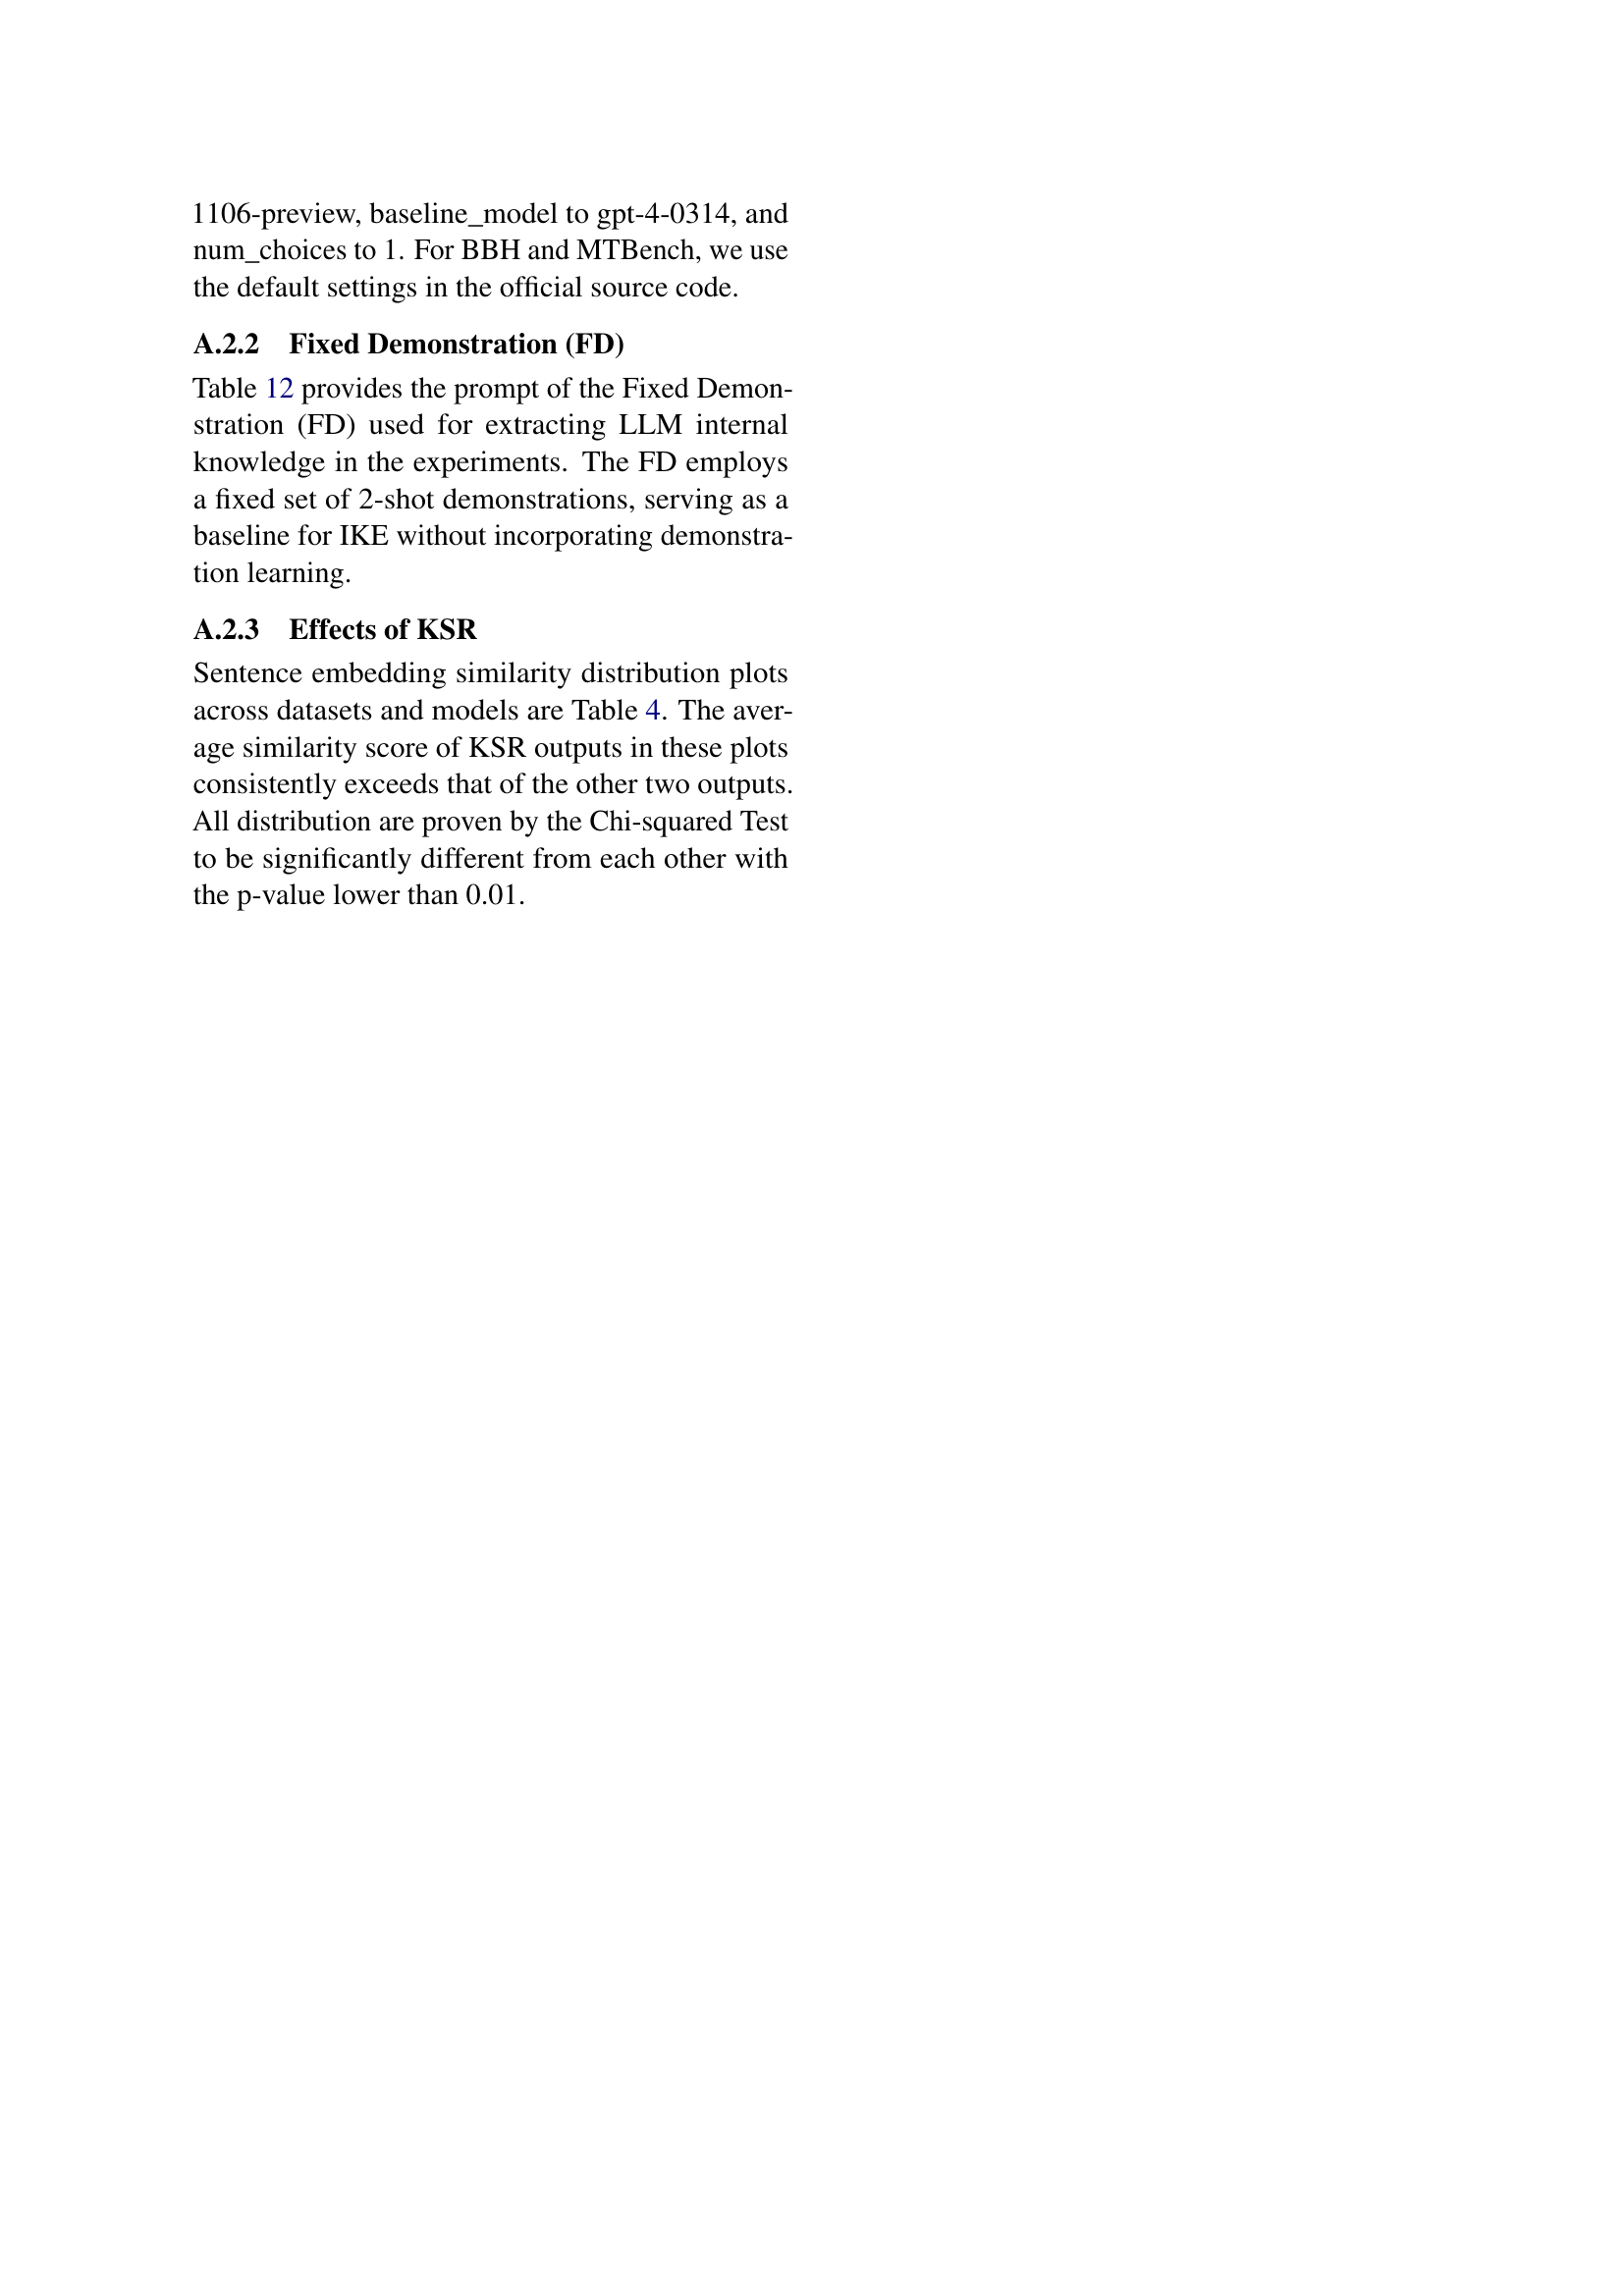 1106-preview, baseline_model to gpt-4-0314, and
num_choices to 1. For BBH and MTBench, we use
the default settings in the official source code.
A.2.2 Fixed Demonstration (FD)
Table 12 provides the prompt of the Fixed Demon-
stration (FD) used for extracting LLM internal
knowledge in the experiments. The FD employs
a fixed set of 2-shot demonstrations, serving as a
baseline for IKE without incorporating demonstra-
tion learning.
A.2.3 Effects of KSR
Sentence embedding similarity distribution plots
across datasets and models are Table 4. The aver-
age similarity score of KSR outputs in these plots
consistently exceeds that of the other two outputs.
All distribution are proven by the Chi-squared Test
to be significantly different from each other with
the p-value lower than 0.01.